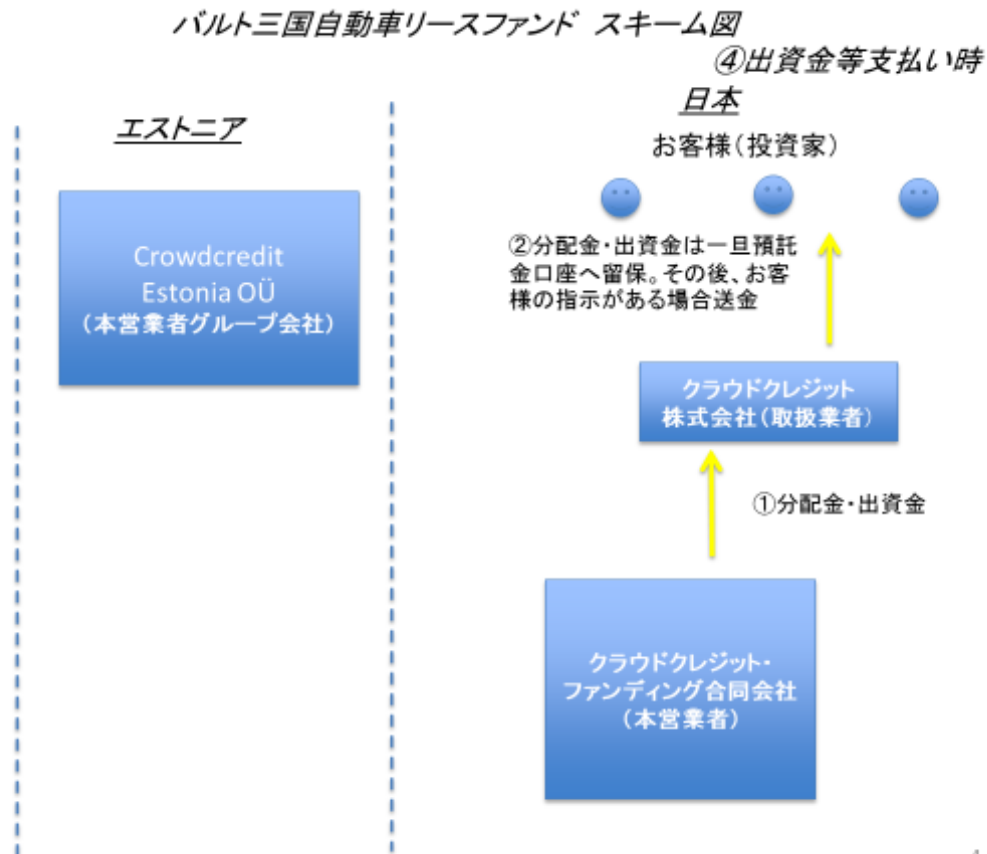 バルト三国自動車リースファンド スキーム図
④出資金等支払い時
エストニア
日本
お客様(投資家)
Crowdcredit
Estonia OÜ
(本営業者グループ会社)
②分配金・出資金は一旦預託
金口座へ留保。その後、お客
様の指示がある場合送金
クラウドクレジット
株式会社(取扱業者)
①分配金・出資金
クラウドクレジット・
ファンディング合同会社
(本営業者)